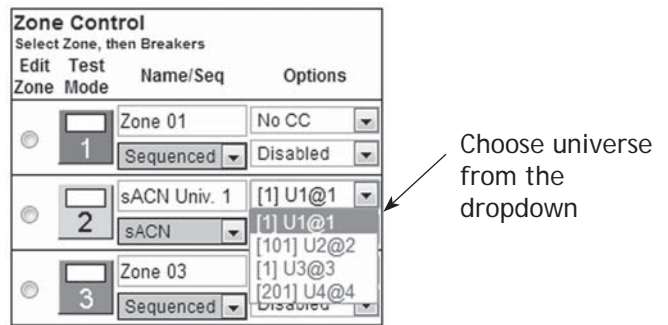 Zone Control
Select Zone, then Breakers
Edit Zone Test Mode Name/Seq Options
1 Zone 01 No CC
Sequenced Disabled
2 sACN Univ. 1 [1] U1@1
sACN
[1] U1@1
[101] U2@2
[1] U3@3
[201] U4@4
3 Zone 03
Sequenced Disabled
Choose universe
from the
dropdown